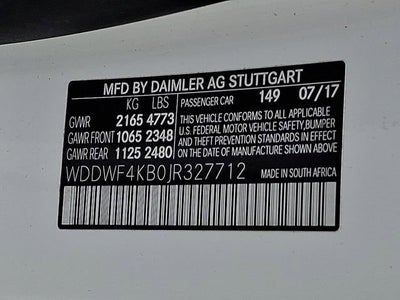 MFD BY DAIMLER AG STUTTGART
KG LBS PASSENGER CAR 149 07/17
GVWR 2165 4773 THIS VEHICLE CONFORMS TO ALL APPLICABLE
GAWR FRONT 1065 2348 U.S. FEDERAL MOTOR VEHICLE SAFETY, BUMPER
AND THEFT PREVENTION STANDARDS IN EFFECT
GAWR REAR 1125 2480 ON THE DATE OF MANUFACTURE SHOWN ABOVE
WDDWF4KB0JR327712 MADE IN SOUTH AFRICA